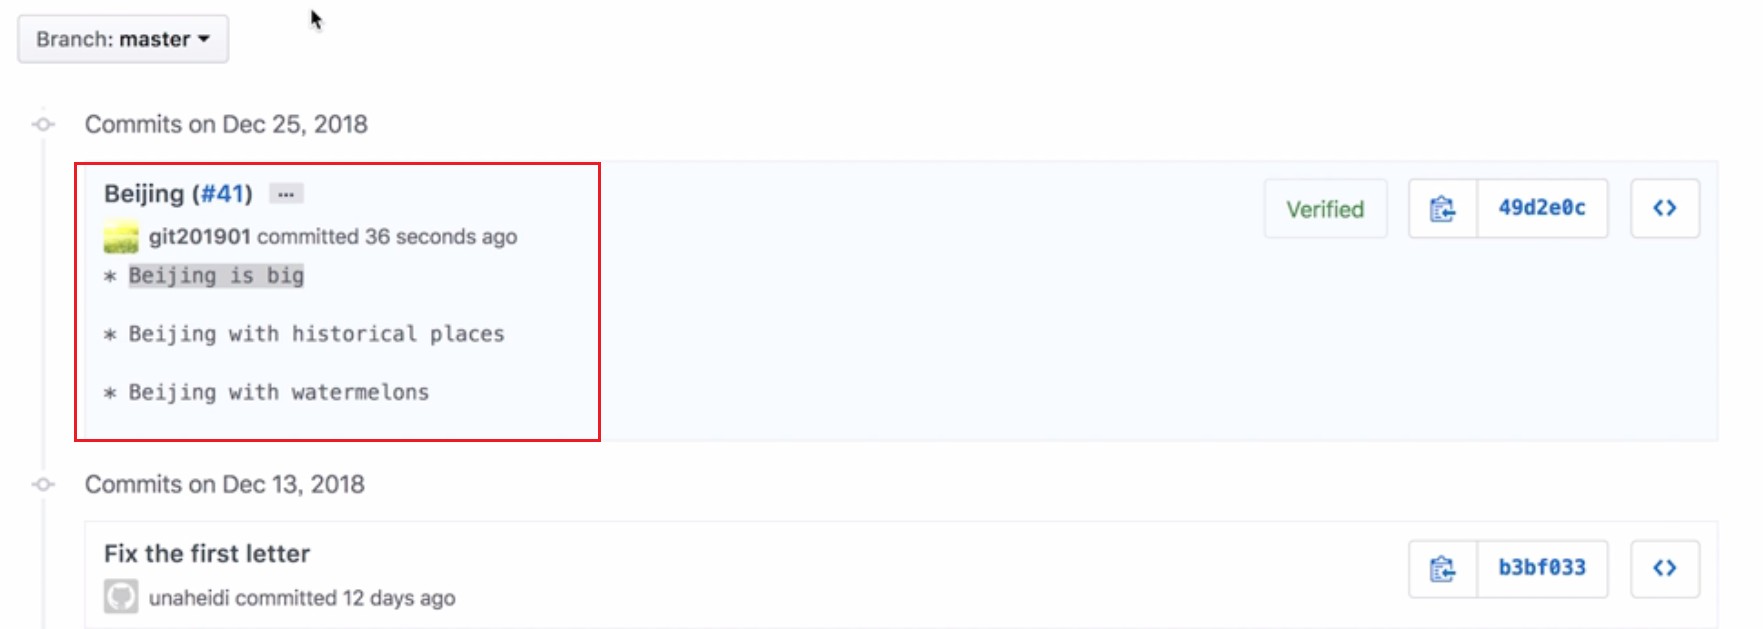 Branch: master
Commits on Dec 25, 2018
Beijing (#41) ...
Verified
49d2e0c
<>
git201901 committed 36 seconds ago
* Beijing is big
* Beijing with historical places
* Beijing with watermelons
Commits on Dec 13, 2018
Fix the first letter
b3bf033
<>
unaheidi committed 12 days ago